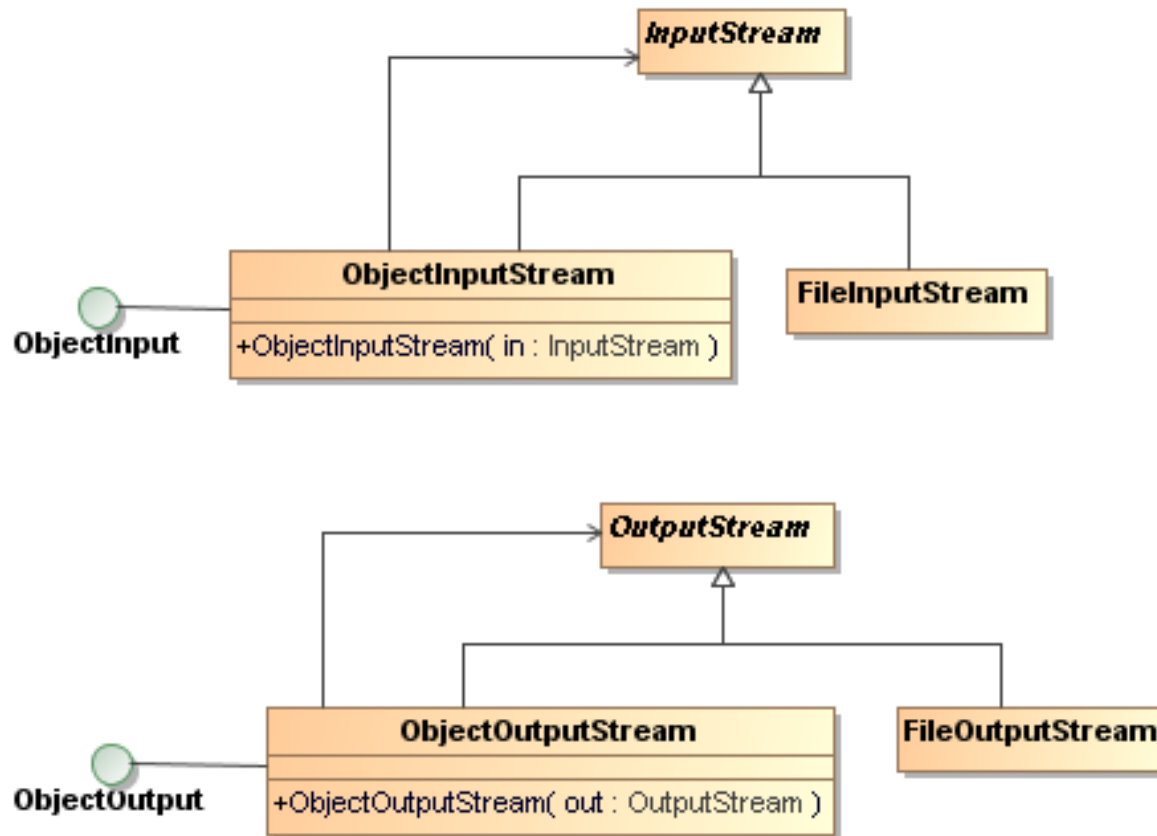 InputStream
ObjectInputStream
FileInputStream
ObjectInput
+ObjectInputStream( in : InputStream )
OutputStream
ObjectOutputStream
FileOutputStream
ObjectOutput
+ObjectOutputStream( out : OutputStream )